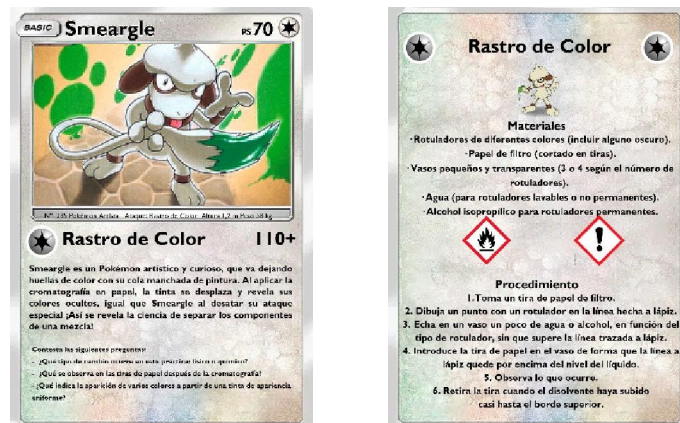 BASIC
Smeargle
PS 70
Nº 235 Pokémon Artista Ataque: Rastro de Color Altura 1,2 m Peso 58 kg
Rastro de Color 110+
Smeargle es un Pokémon artístico y curioso, que va dejando
huellas de color con su cola manchada de pintura. Al aplicar la
cromatografía en papel, la tinta se desplaza y revela sus
colores ocultos, igual que Smeargle al desatar su ataque
especial ¡Así se revela la ciencia de separar los componentes
de una mezcla!
Contesta las siguientes preguntas:
- ¿Qué tipo de cambio ocurre en esta práctica: físico o químico?
- ¿Qué se observa en las tiras de papel después de la cromatografía?
- ¿Qué indica la aparición de varios colores a partir de una tinta de apariencia
uniforme?
Rastro de Color
Materiales
·Rotuladores de diferentes colores (incluir alguno oscuro).
·Papel de filtro (cortado en tiras).
·Vasos pequeños y transparentes (3 o 4 según el número de
rotuladores).
·Agua (para rotuladores lavables o no permanentes).
·Alcohol isopropílico para rotuladores permanentes.
Procedimiento
1.Toma un tira de papel de filtro.
2. Dibuja un punto con un rotulador en la línea hecha a lápiz.
3. Echa en un vaso un poco de agua o alcohol, en función del
tipo de rotulador, sin que supere la línea trazada a lápiz.
4. Introduce la tira de papel en el vaso de forma que la línea a
lápiz quede por encima del nivel del líquido.
5. Observa lo que ocurre.
6. Retira la tira cuando el disolvente haya subido
casi hasta el borde superior.